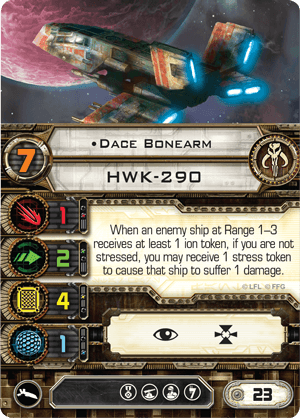 •Dace Bonearm
7
HWK-290
1
When an enemy ship at Range 1–3
receives at least 1 ion token, if you are not
stressed, you may receive 1 stress token
to cause that ship to suffer 1 damage.
2
© LFL © FFG
4
1
23